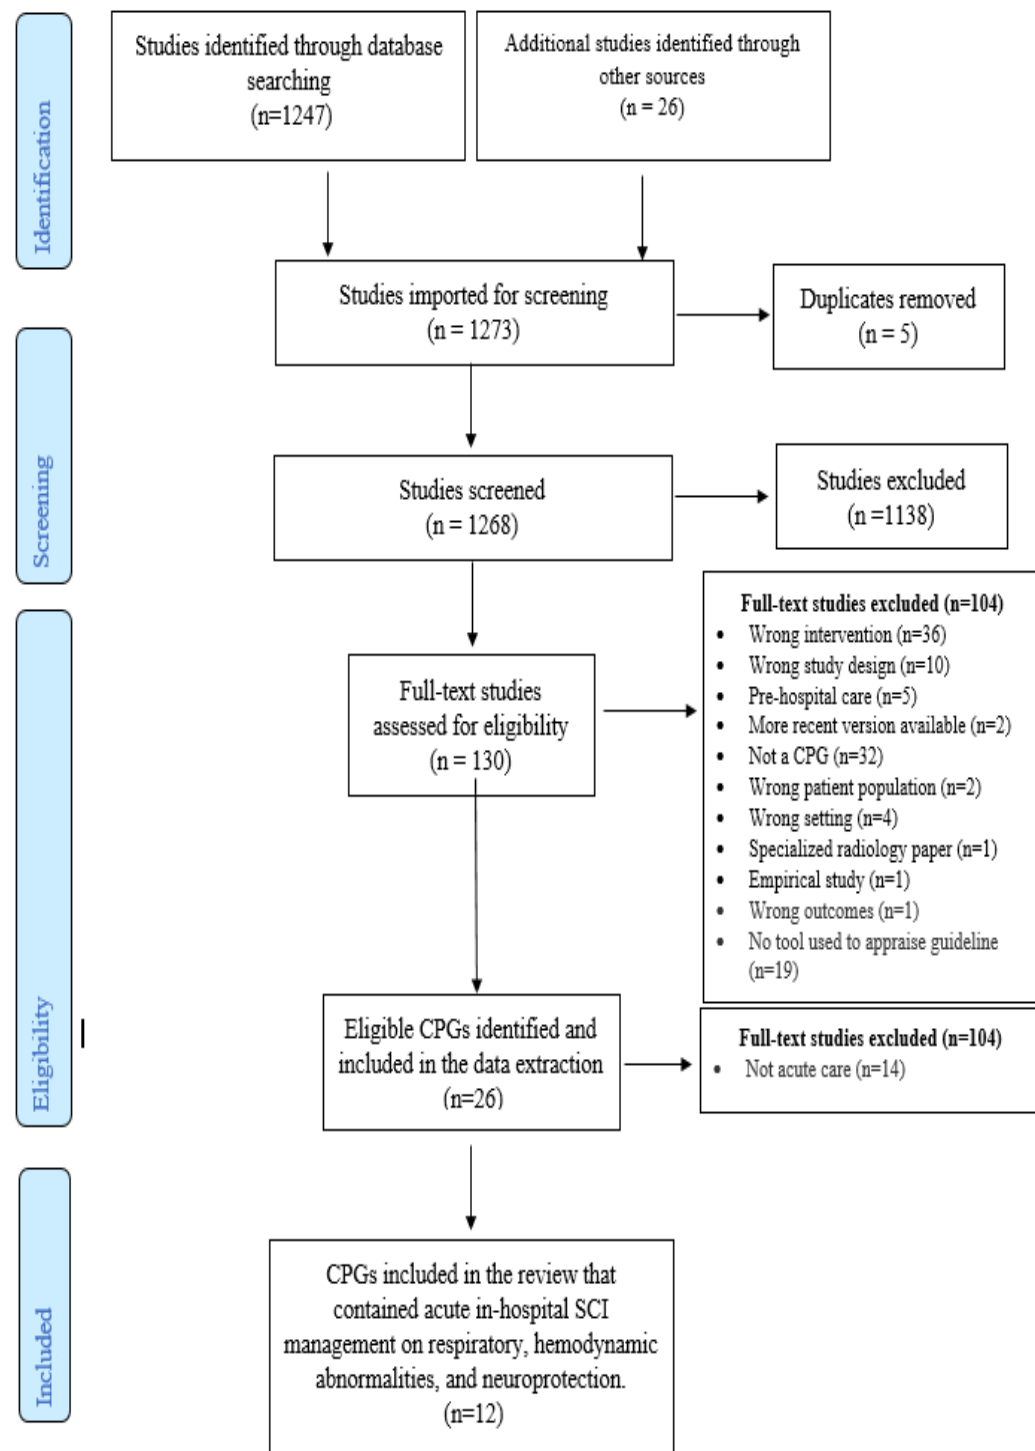 Identification
Studies identified through database
searching
(n=1247)
Additional studies identified through
other sources
(n = 26)
Studies imported for screening
(n = 1273)
Duplicates removed
(n = 5)
Screening
Studies screened
(n = 1268)
Studies excluded
(n =1138)
Eligibility
Full-text studies
assessed for eligibility
(n = 130)
Full-text studies excluded (n=104)
• Wrong intervention (n=36)
• Wrong study design (n=10)
• Pre-hospital care (n=5)
• More recent version available (n=2)
• Not a CPG (n=32)
• Wrong patient population (n=2)
• Wrong setting (n=4)
• Specialized radiology paper (n=1)
• Empirical study (n=1)
• Wrong outcomes (n=1)
• No tool used to appraise guideline
(n=19)
Eligible CPGs identified and
included in the data extraction
(n=26)
Full-text studies excluded (n=104)
• Not acute care (n=14)
Included
CPGs included in the review that
contained acute in-hospital SCI
management on respiratory, hemodynamic
abnormalities, and neuroprotection.
(n=12)